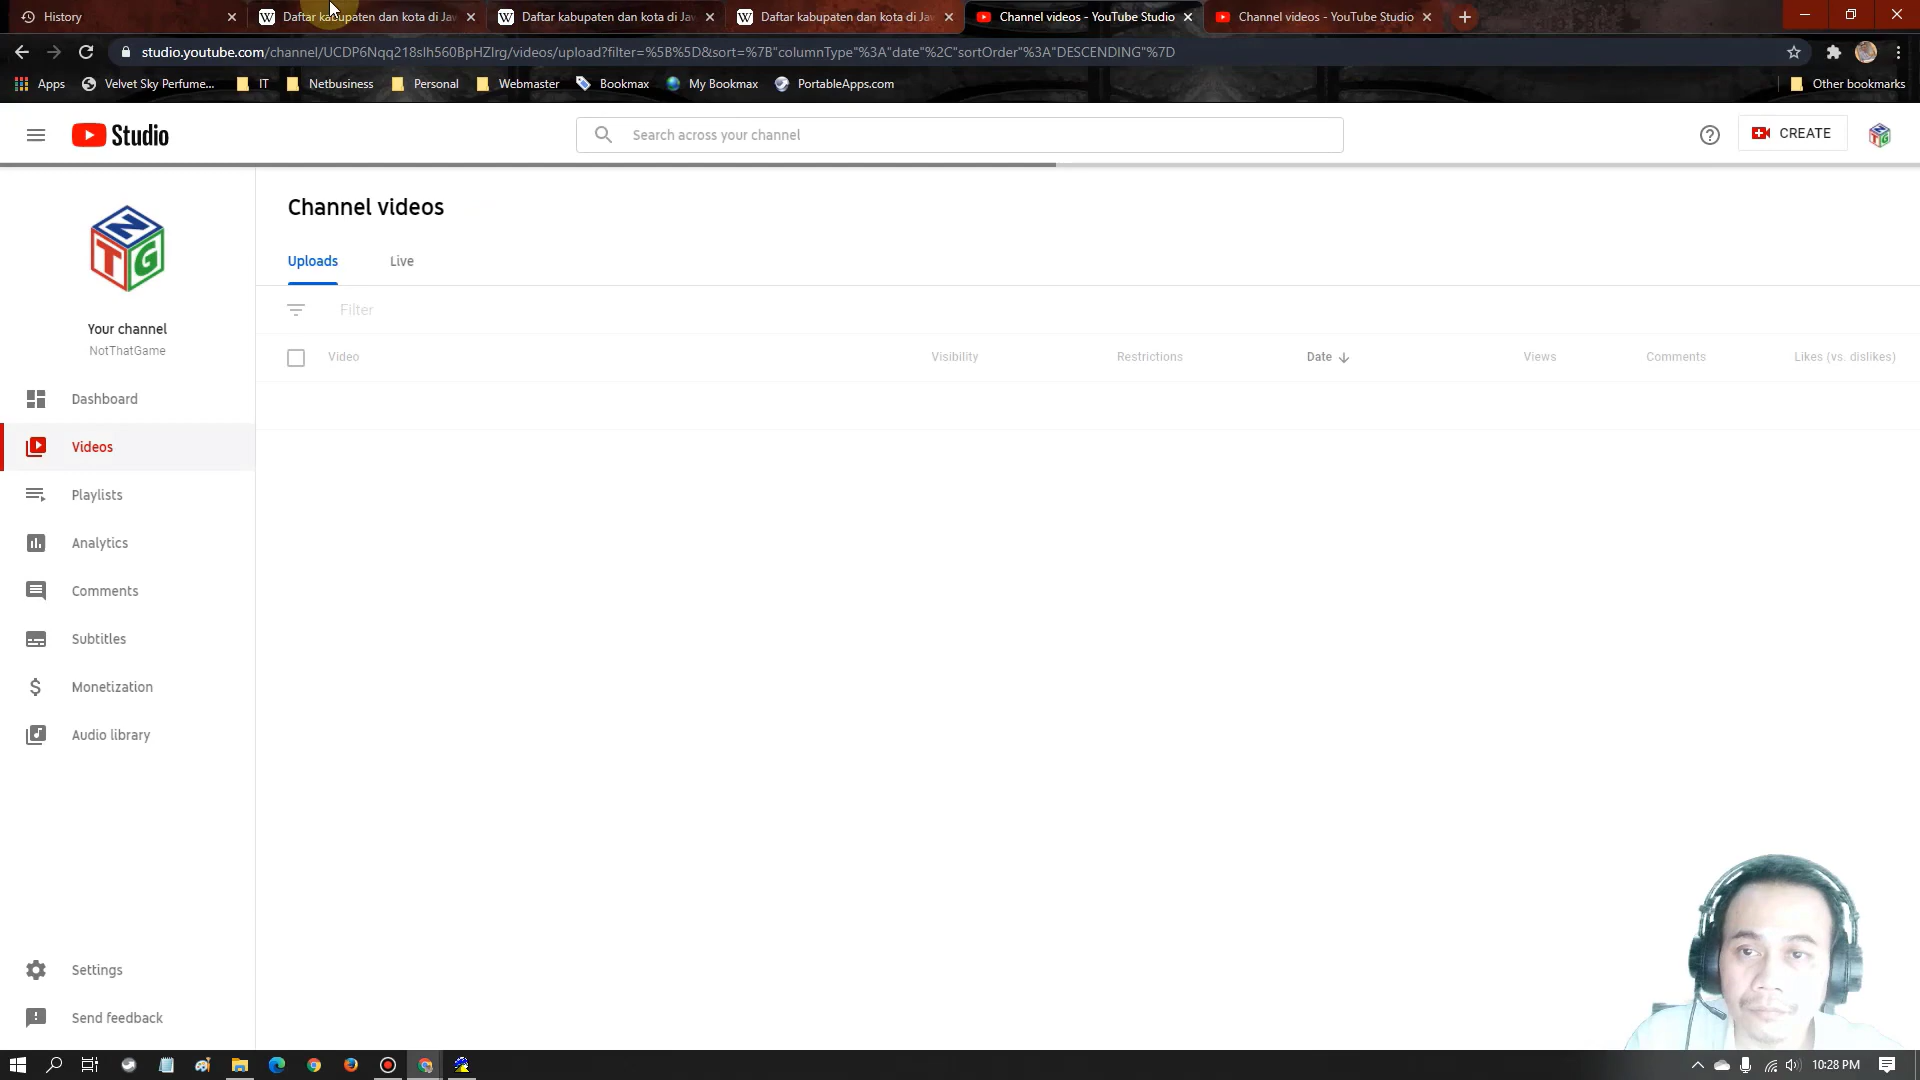 History
Daftar kabupaten dan kota di Jaw
Daftar kabupaten dan kota di Jaw
Daftar kabupaten dan kota di Jaw
Channel videos - YouTube Studio
Channel videos - YouTube Studio
studio.youtube.com/channel/UCDP6Nqq218slh560BpHZlrg/videos/upload?filter=%5B%5D&sort=%7B"columnType"%3A"date"%2C"sortOrder"%3A"DESCENDING"%7D
Apps
Velvet Sky Perfume...
IT
Netbusiness
Personal
Webmaster
Bookmax
My Bookmax
PortableApps.com
Other bookmarks
Studio
Search across your channel
CREATE
NTG
Your channel
NotThatGame
Dashboard
Videos
Playlists
Analytics
Comments
Subtitles
Monetization
Audio library
Settings
Send feedback
Channel videos
Uploads
Live
Filter
Video
Visibility
Restrictions
Date
Views
Comments
Likes (vs. dislikes)
10:28 PM